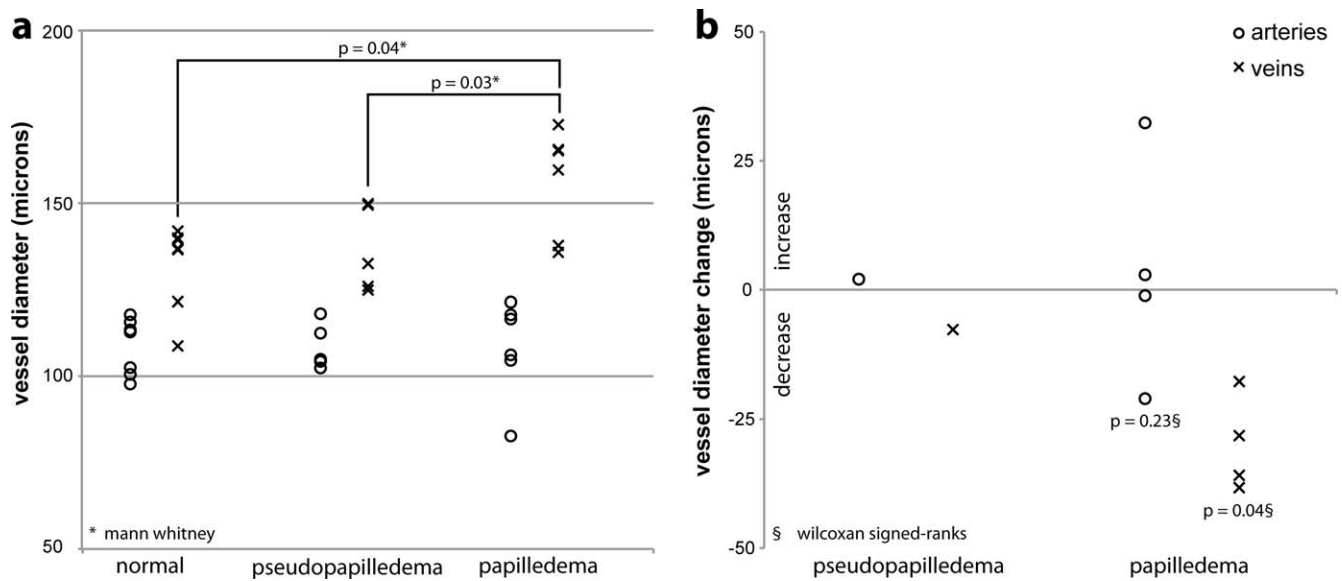 a
200
150
100
50
vessel diameter (microns)
p = 0.04*
p = 0.03*
* mann whitney
normal pseudopapilledema papilledema
b
50
25
0
-25
-50
vessel diameter change (microns)
increase
decrease
arteries
veins
p = 0.23§
p = 0.04§
§ wilcoxan signed-ranks
pseudopapilledema papilledema